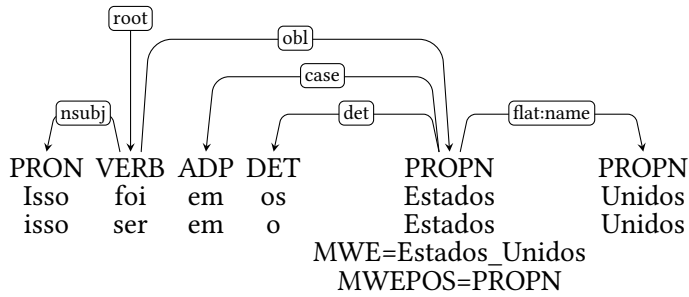 root
obl
case
nsubj det flat:name
PRON VERB ADP DET PROPN PROPN
Isso foi em os Estados Unidos
isso ser em o Estados Unidos
MWE=Estados_Unidos
MWEPOS=PROPN